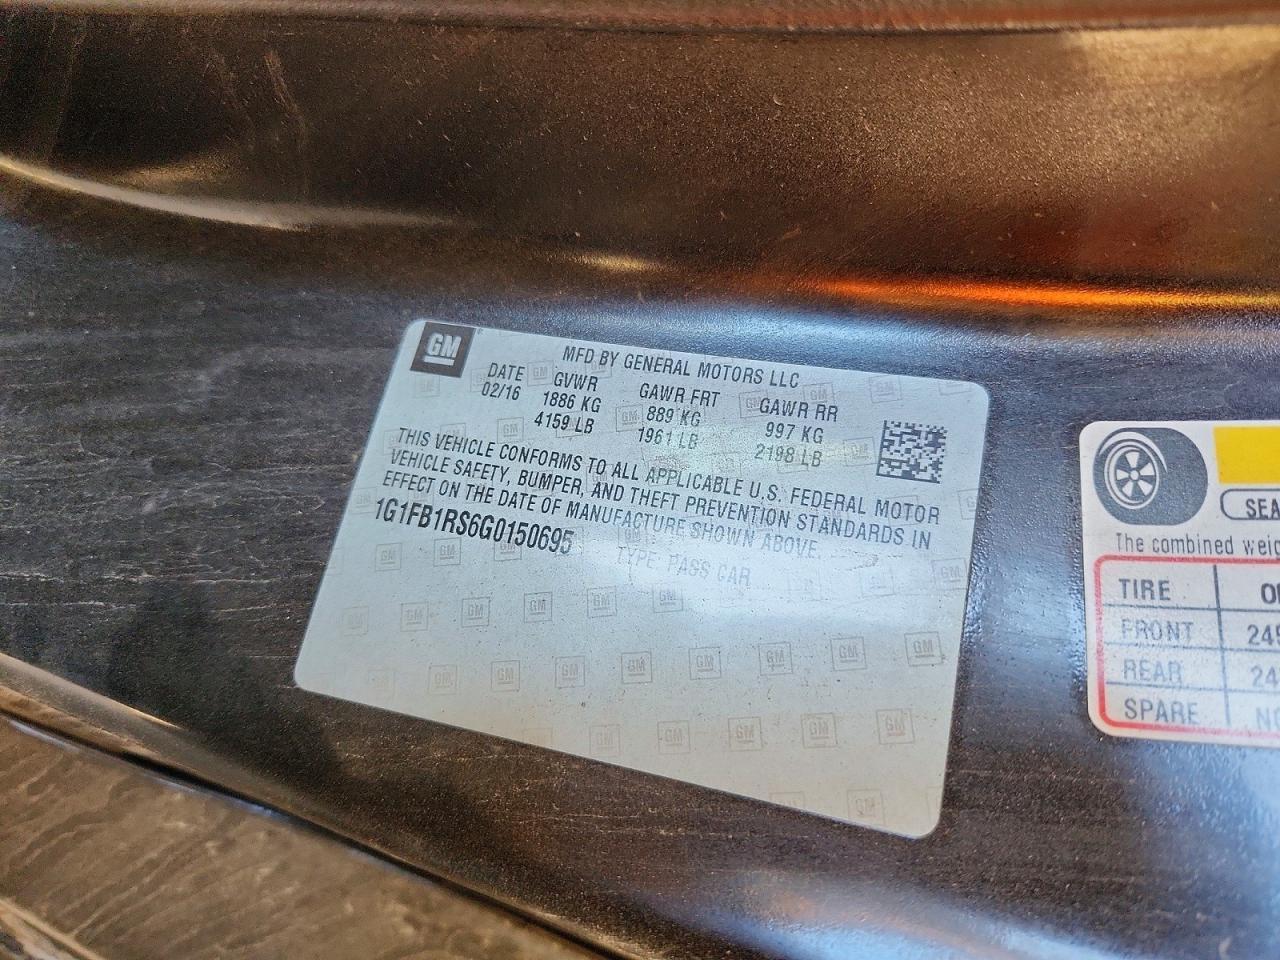 GM
MFD BY GENERAL MOTORS LLC
DATE GVWR GAWR FRT GAWR RR
02/16 1886 KG 889 KG 997 KG
4159 LB 1961 LB 2198 LB
THIS VEHICLE CONFORMS TO ALL APPLICABLE U.S. FEDERAL MOTOR
VEHICLE SAFETY, BUMPER, AND THEFT PREVENTION STANDARDS IN
EFFECT ON THE DATE OF MANUFACTURE SHOWN ABOVE.
1G1FB1RS6G0150695 TYPE: PASS CAR
The combined
TIRE
FRONT
REAR
SPARE